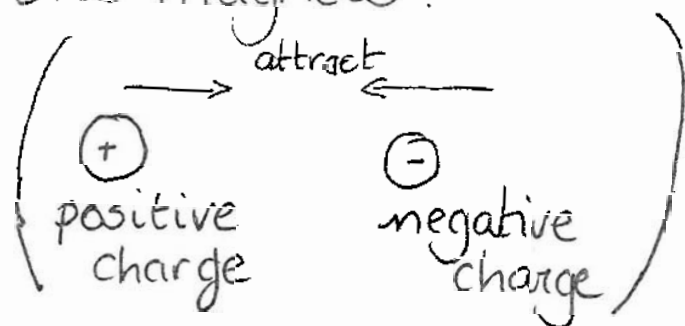 attract
+ -
positive negative
charge charge